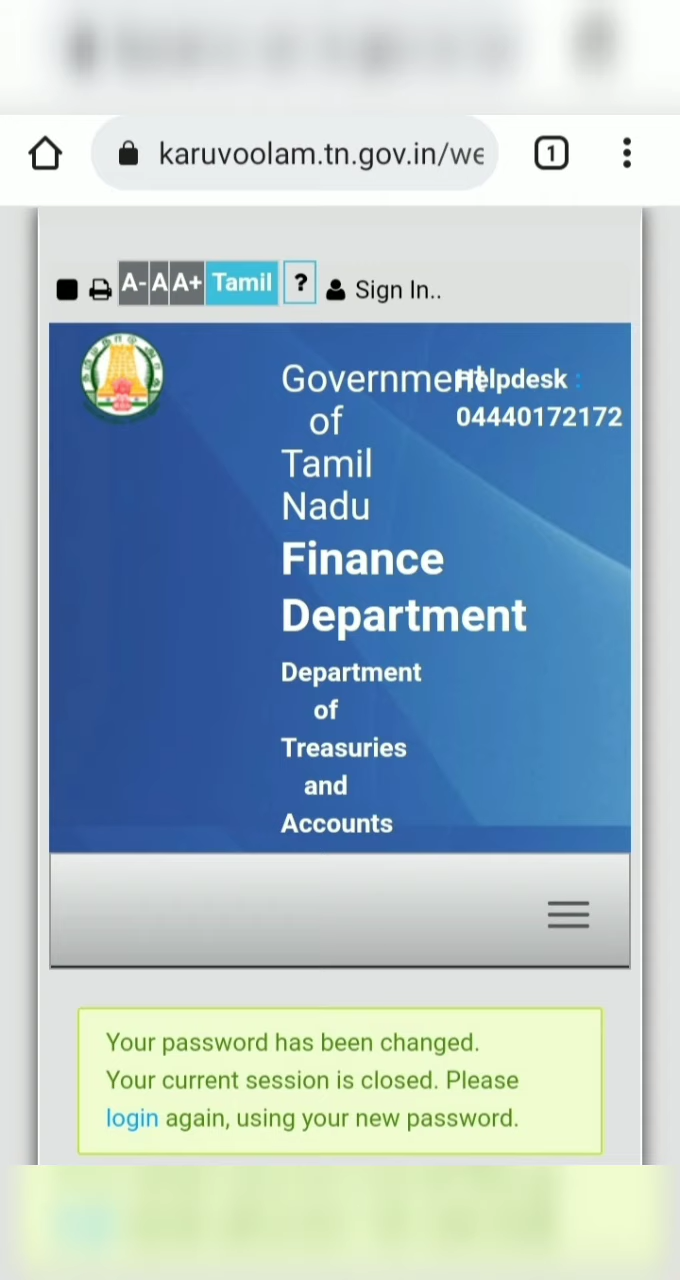 karuvoolam.tn.gov.in/we
1
A- A A+ Tamil ? Sign In..
Government
of
Tamil
Nadu
Helpdesk :
04440172172
Finance
Department
Department
of
Treasuries
and
Accounts
Your password has been changed.
Your current session is closed. Please
login again, using your new password.